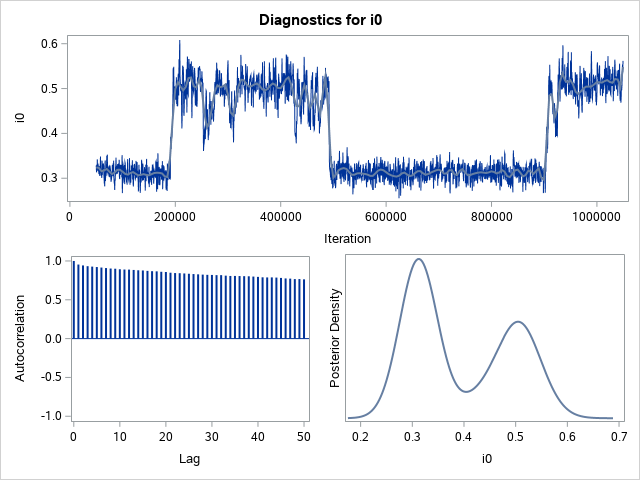 Diagnostics for i0
0.6
0.5
0.4
0.3
i0
0 200000 400000 600000 800000 1000000
Iteration
1.0
0.5
0.0
-0.5
-1.0
Autocorrelation
0 10 20 30 40 50
Lag
Posterior Density
0.2 0.3 0.4 0.5 0.6 0.7
i0